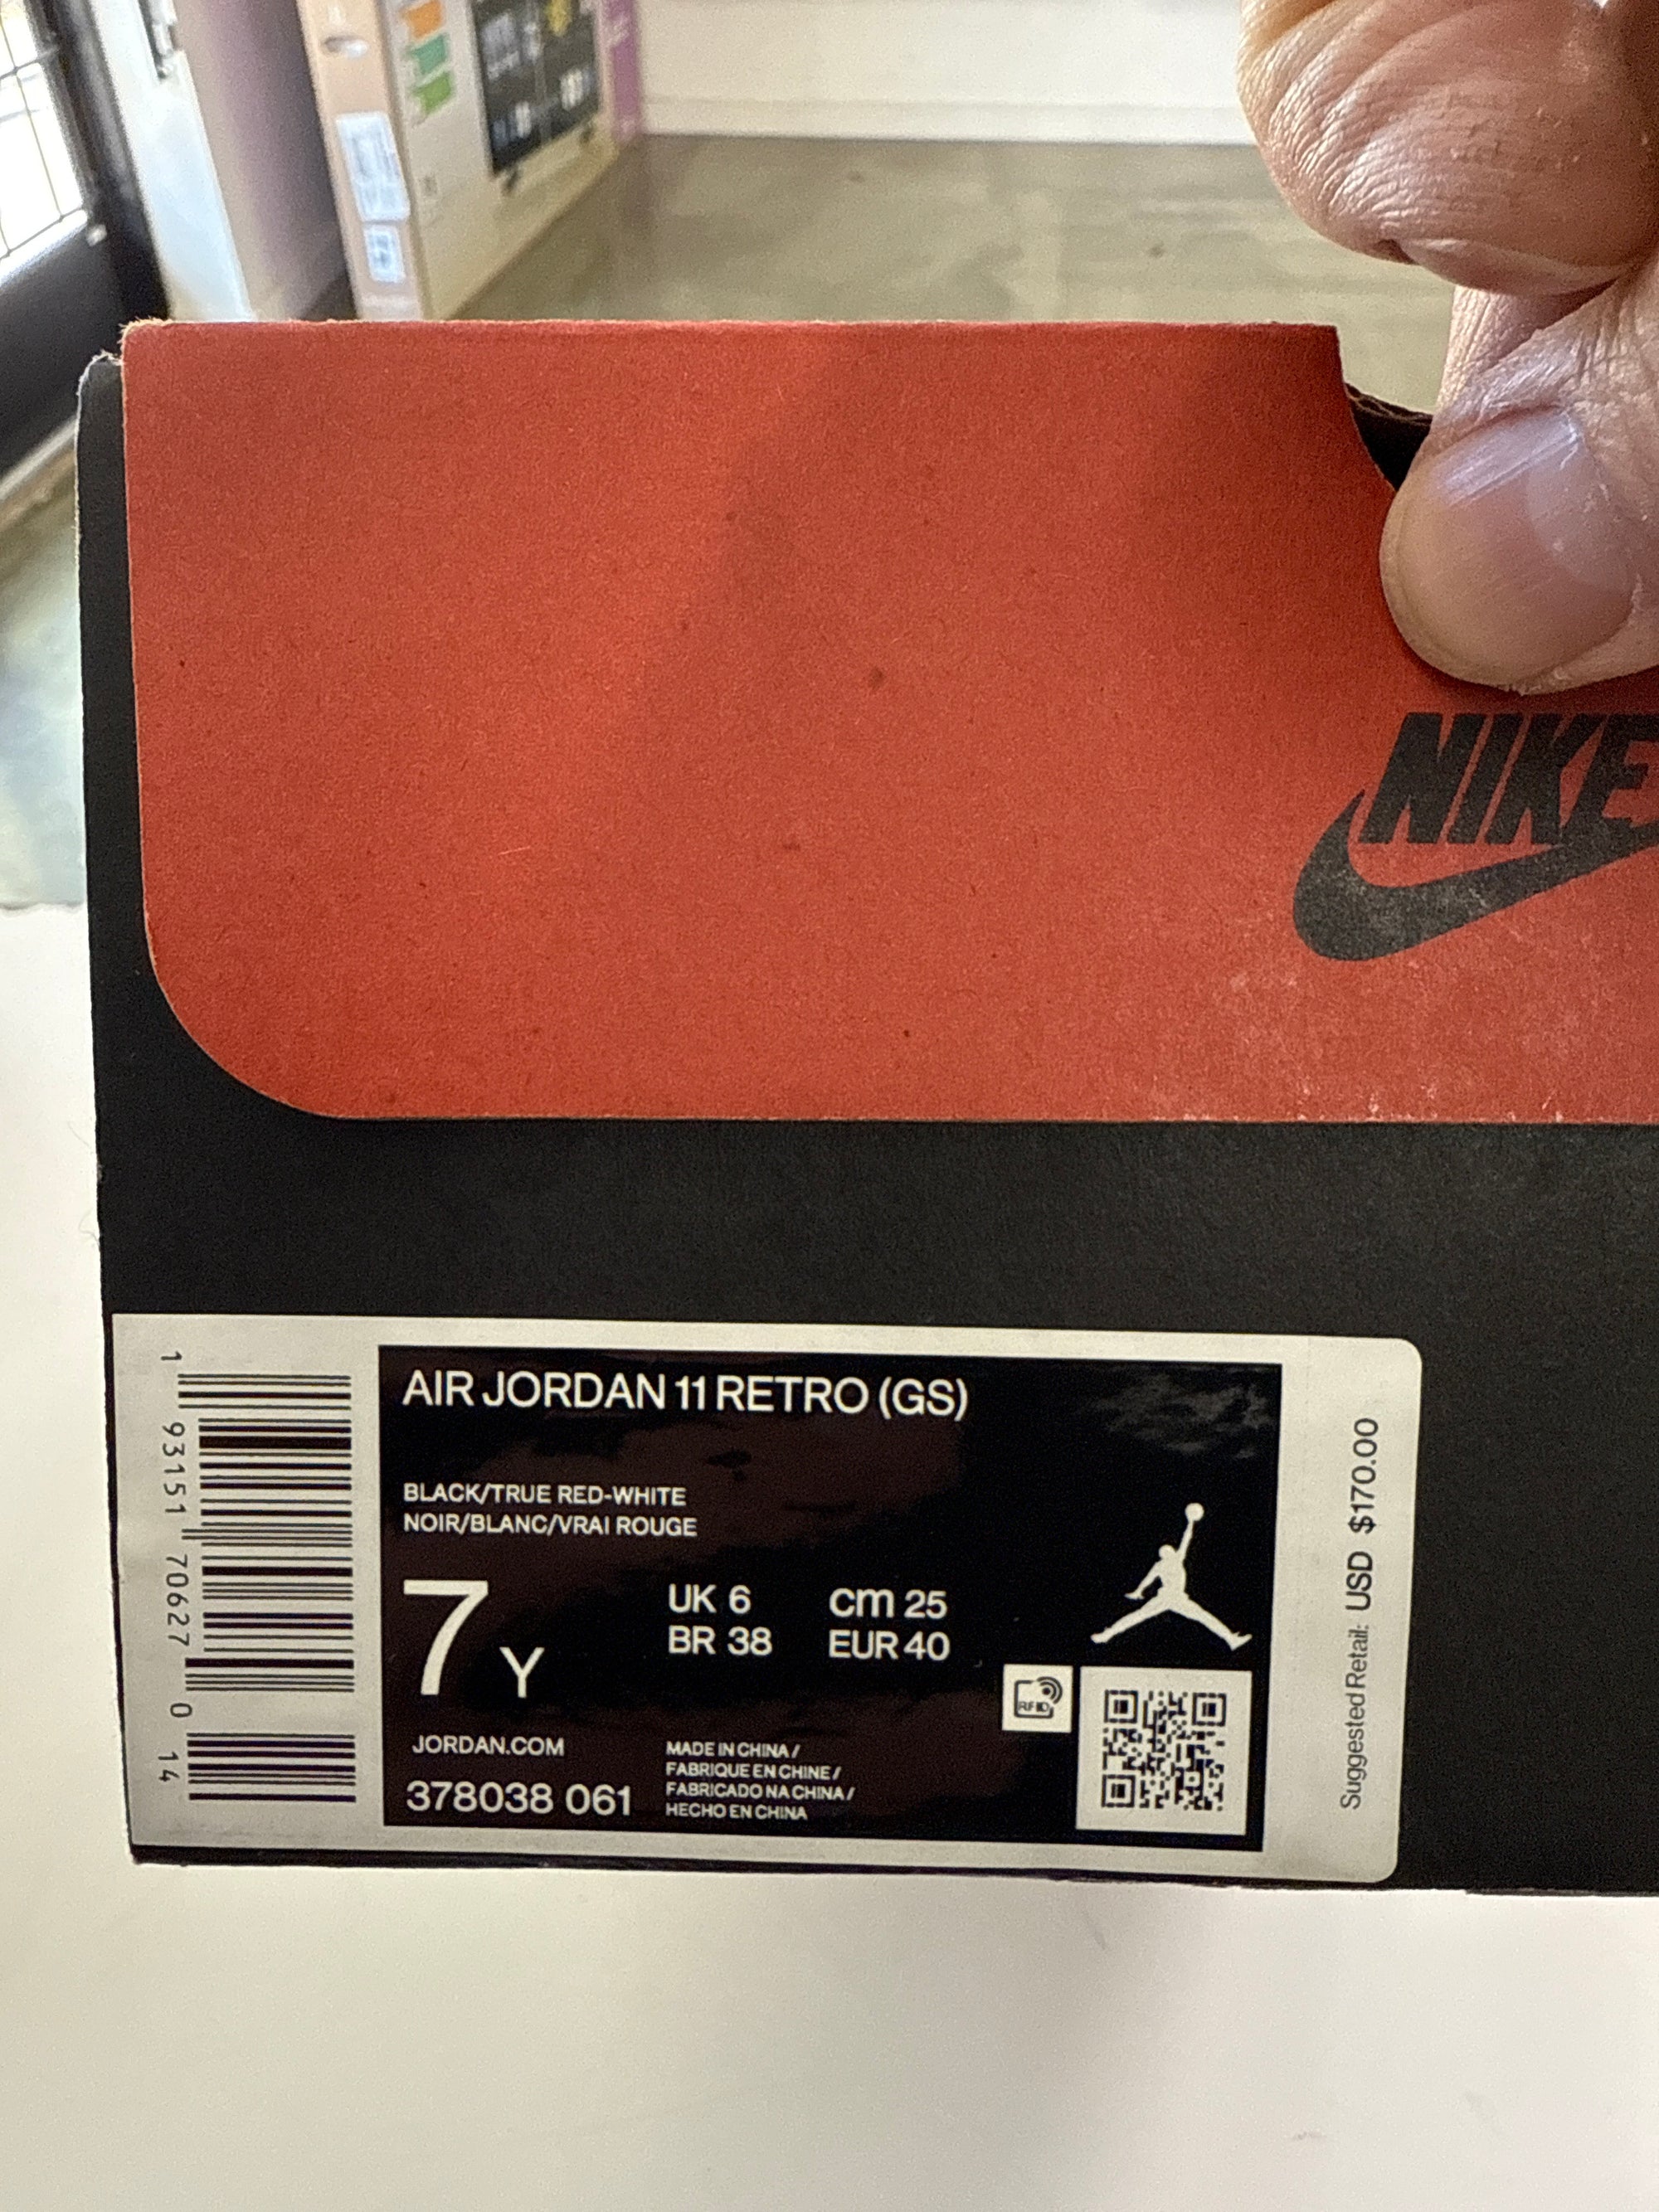 NIKE
AIR JORDAN 11 RETRO (GS)
BLACK/TRUE RED-WHITE
NOIR/BLANC/VRAI ROUGE
7 Y
UK 6
BR 38
cm 25
EUR 40
JORDAN.COM
378038 061
MADE IN CHINA /
FABRIQUE EN CHINE /
FABRICADO NA CHINA /
HECHO EN CHINA
RFID
1 93151 70627 0 14
Suggested Retail: USD $170.00